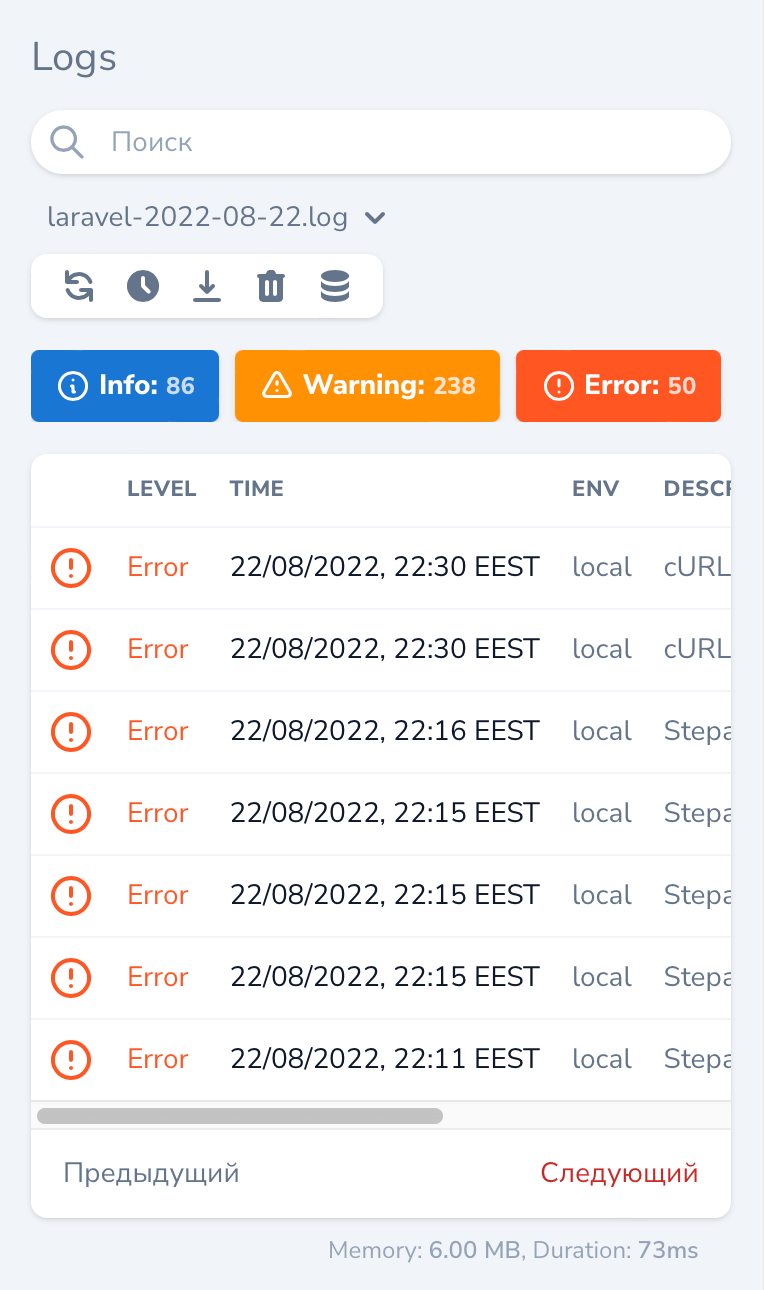 Logs
Поиск
laravel-2022-08-22.log
Info: 86 Warning: 238 Error: 50
LEVEL TIME ENV
Error 22/08/2022, 22:30 EEST local cURL
Error 22/08/2022, 22:30 EEST local cURL
Error 22/08/2022, 22:16 EEST local Stepa
Error 22/08/2022, 22:15 EEST local Stepa
Error 22/08/2022, 22:15 EEST local Stepa
Error 22/08/2022, 22:15 EEST local Stepa
Error 22/08/2022, 22:11 EEST local Stepa
Предыдущий Следующий
Memory: 6.00 MB, Duration: 73ms